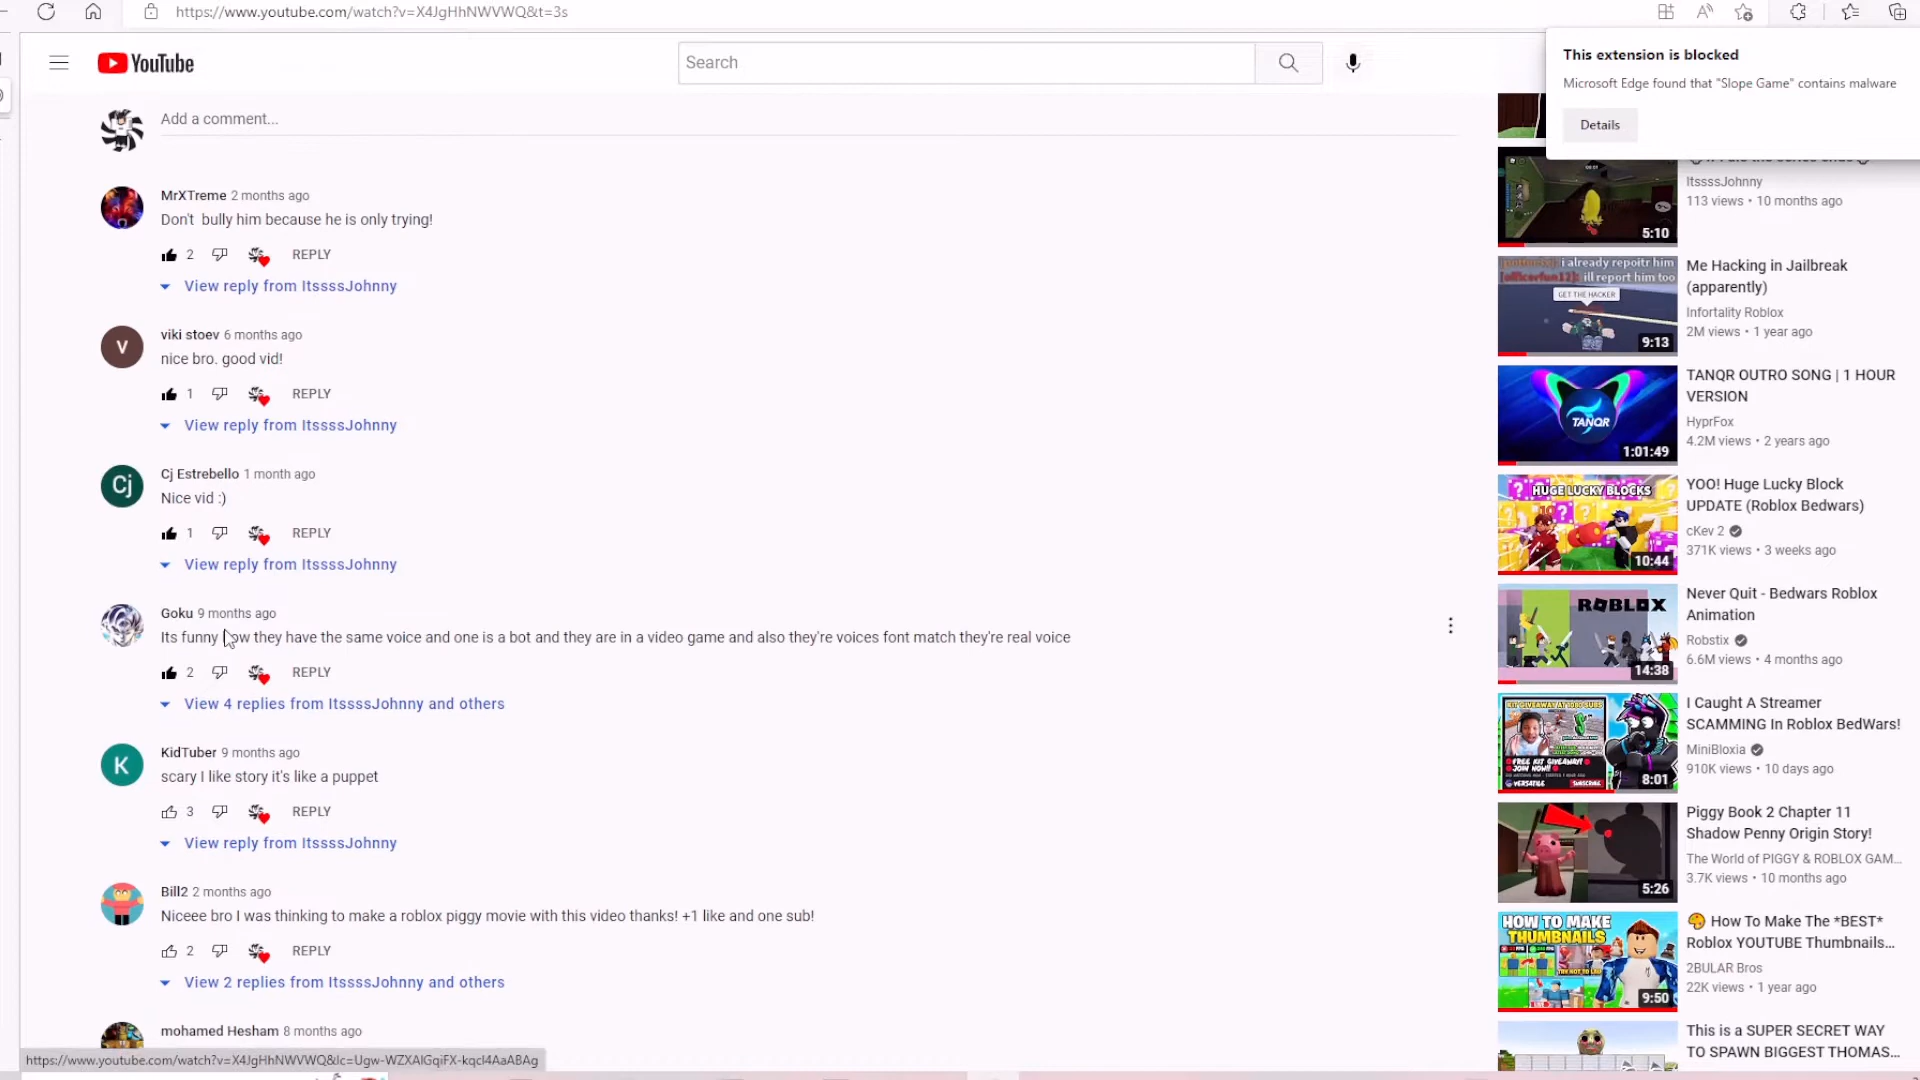 https://www.youtube.com/watch?v=X4JgHhNWVWQ&t=3s
This extension is blocked
Microsoft Edge found that "Slope Game" contains malware
Details
YouTube
Search
Add a comment...
MrXTreme 2 months ago
Don't bully him because he is only trying!
2 REPLY
View reply from ItssssJohnny
viki stoev 6 months ago
nice bro. good vid!
1 REPLY
View reply from ItssssJohnny
Cj Estrebello 1 month ago
Nice vid :)
1 REPLY
View reply from ItssssJohnny
Goku 9 months ago
Its funny how they have the same voice and one is a bot and they are in a video game and also they're voices font match they're real voice
2 REPLY
View 4 replies from ItssssJohnny and others
KidTuber 9 months ago
scary I like story it's like a puppet
3 REPLY
View reply from ItssssJohnny
Bill2 2 months ago
Niceee bro I was thinking to make a roblox piggy movie with this video thanks! +1 like and one sub!
2 REPLY
View 2 replies from ItssssJohnny and others
mohamed Hesham 8 months ago
https://www.youtube.com/watch?v=X4JgHhNWVWQ&lc=Ugw-WZXAIGqiFX-kqcl4AaABAg
V
Cj
K
ItssssJohnny
113 views • 10 months ago
5:10
i already repoitr him
ill report him too
GET THE HACKER
9:13
Me Hacking in Jailbreak
(apparently)
Infortality Roblox
2M views • 1 year ago
TANQR
1:01:49
TANQR OUTRO SONG | 1 HOUR
VERSION
HyprFox
4.2M views • 2 years ago
HUGE LUCKY BLOCKS
10:44
YOO! Huge Lucky Block
UPDATE (Roblox Bedwars)
cKev 2
371K views • 3 weeks ago
ROBLOX
14:38
Never Quit - Bedwars Roblox
Animation
Robstix
6.6M views • 4 months ago
KIT GIVEAWAY AT 1080 SUBS
FREE KIT GIVEAWAY!
JOIN NOW!!
VERSATILE SUBSCRIBE
8:01
I Caught A Streamer
SCAMMING In Roblox BedWars!
MiniBloxia
910K views • 10 days ago
5:26
Piggy Book 2 Chapter 11
Shadow Penny Origin Story!
The World of PIGGY & ROBLOX GAM...
3.7K views • 10 months ago
HOW TO MAKE
THUMBNAILS
9:50
How To Make The *BEST*
Roblox YOUTUBE Thumbnails...
2BULAR Bros
22K views • 1 year ago
This is a SUPER SECRET WAY
TO SPAWN BIGGEST THOMAS...